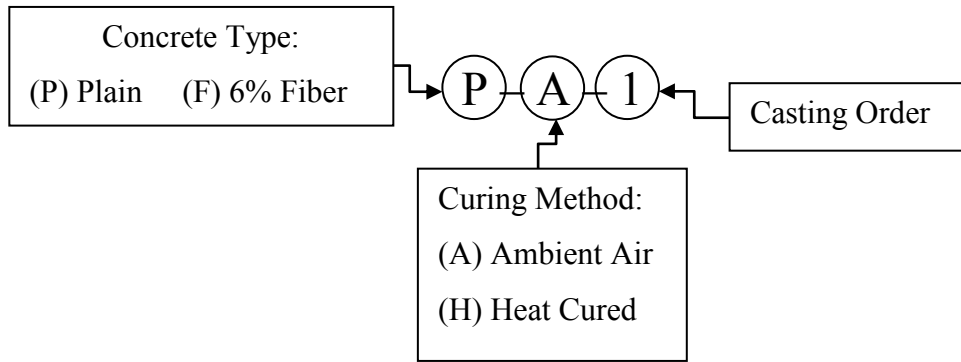 Concrete Type:
(P) Plain (F) 6% Fiber
P A 1
Casting Order
Curing Method:
(A) Ambient Air
(H) Heat Cured